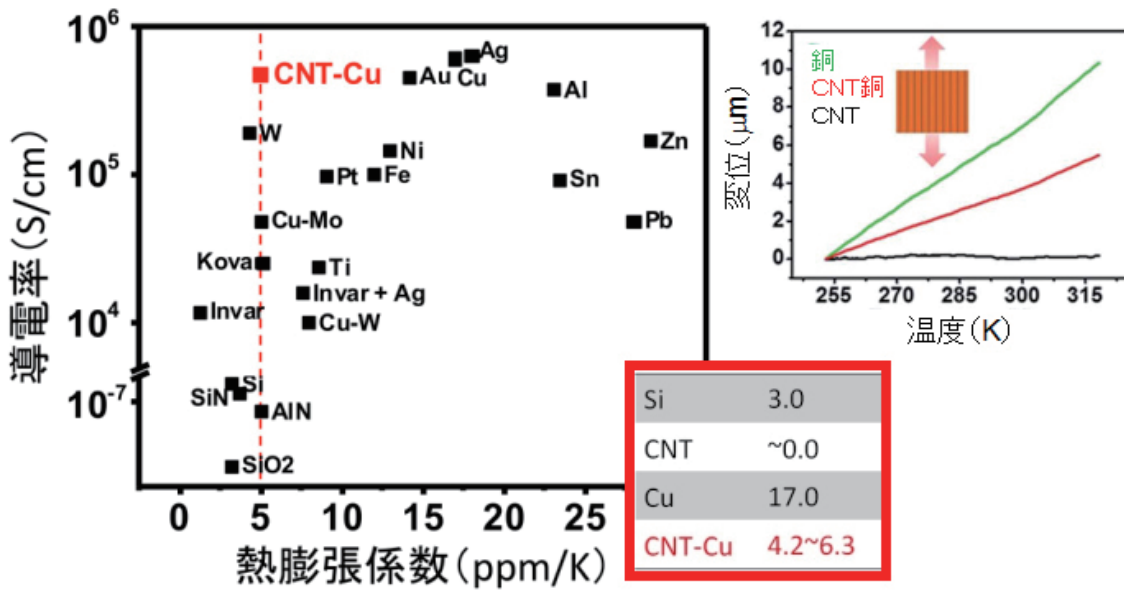 導電率(S/cm)
10⁶
10⁵
10⁴
10⁻⁷
CNT-Cu
Ag
Au
Cu
Al
W
Zn
Ni
Pt
Fe
Sn
Cu-Mo
Pb
Kova
Ti
Invar + Ag
Invar
Cu-W
Si
SiN
AlN
SiO2
0 5 10 15 20 25
熱膨張係数(ppm/K)
変位(μm)
12
10
8
6
4
2
0
銅
CNT銅
CNT
255 270 285 300 315
温度(K)
Si 3.0
CNT ~0.0
Cu 17.0
CNT-Cu 4.2~6.3